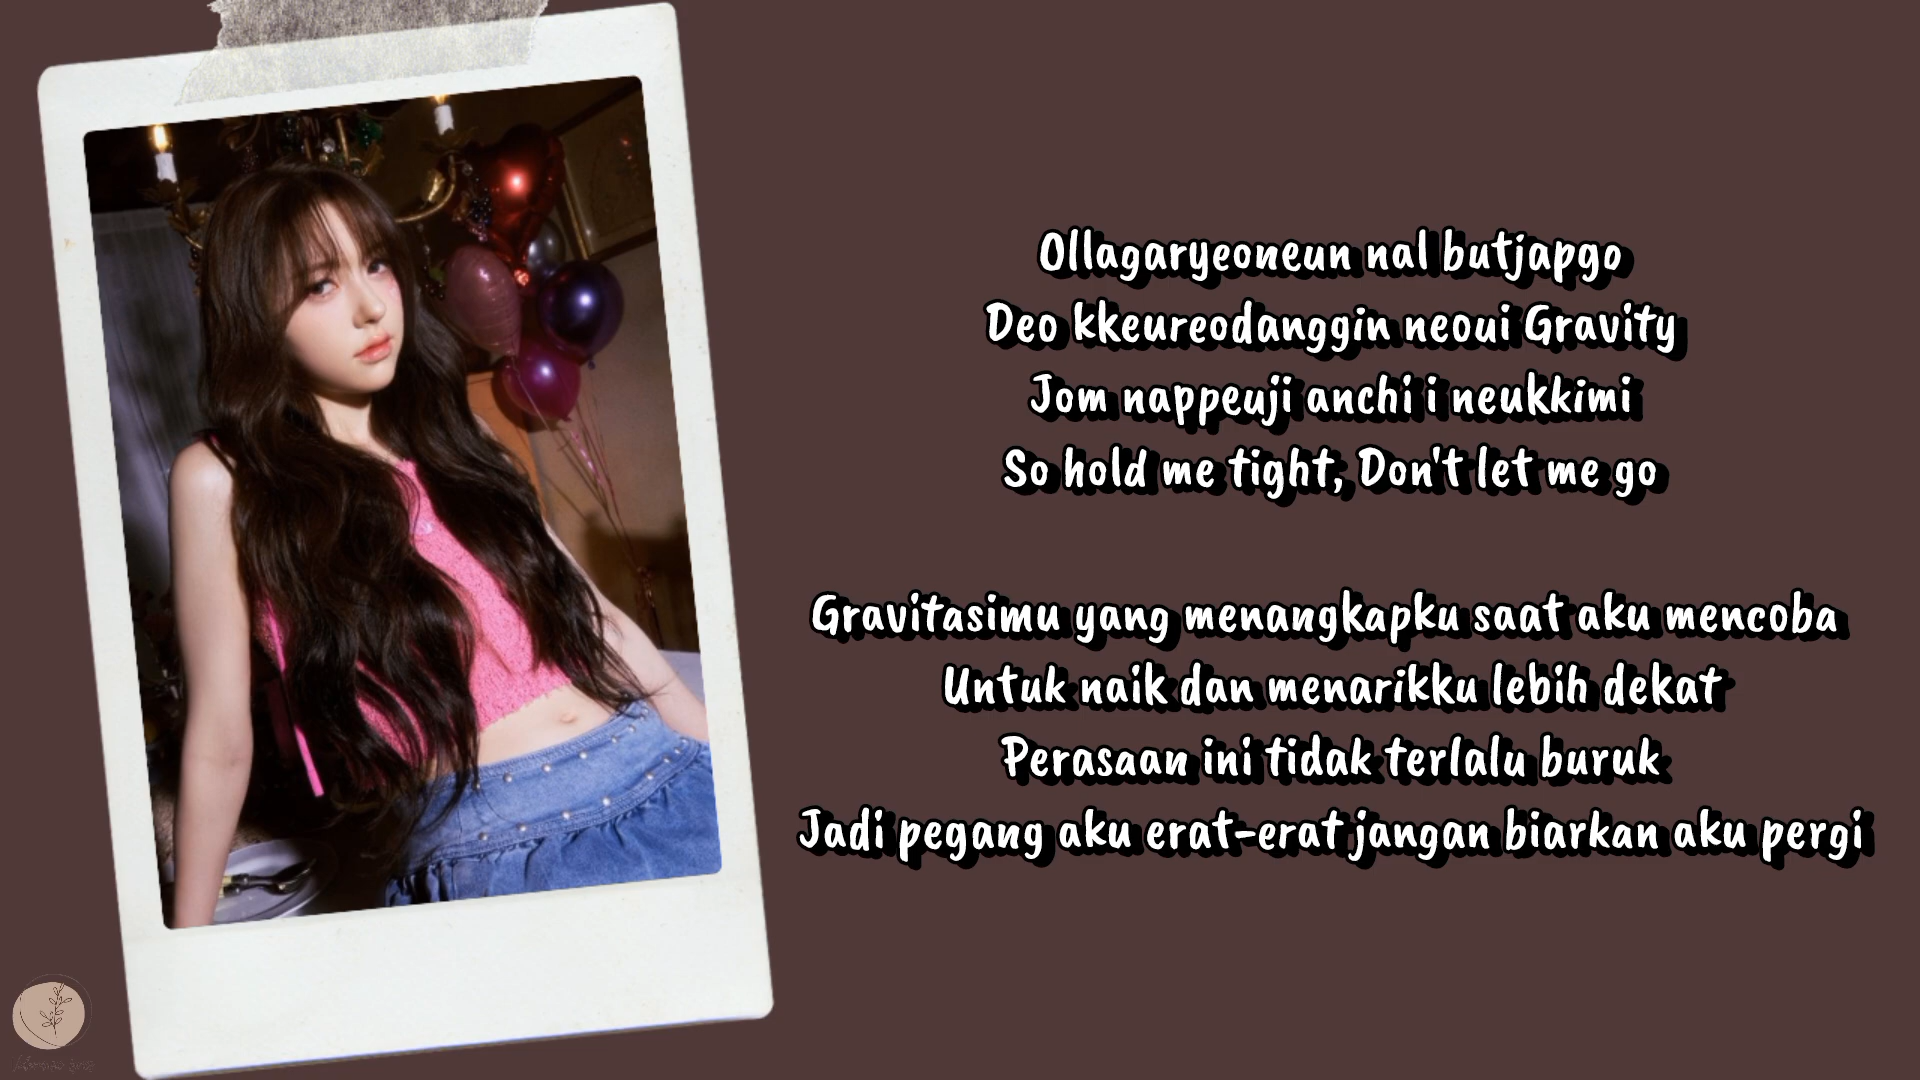 Ollagaryeoneun nal butjapgo
Deo kkeureodanggin neoui Gravity
Jom nappeuji anchi i neukkimi
So hold me tight, Don't let me go
Gravitasimu yang menangkapku saat aku mencoba
Untuk naik dan menarikku lebih dekat
Perasaan ini tidak terlalu buruk
Jadi pegang aku erat-erat jangan biarkan aku pergi